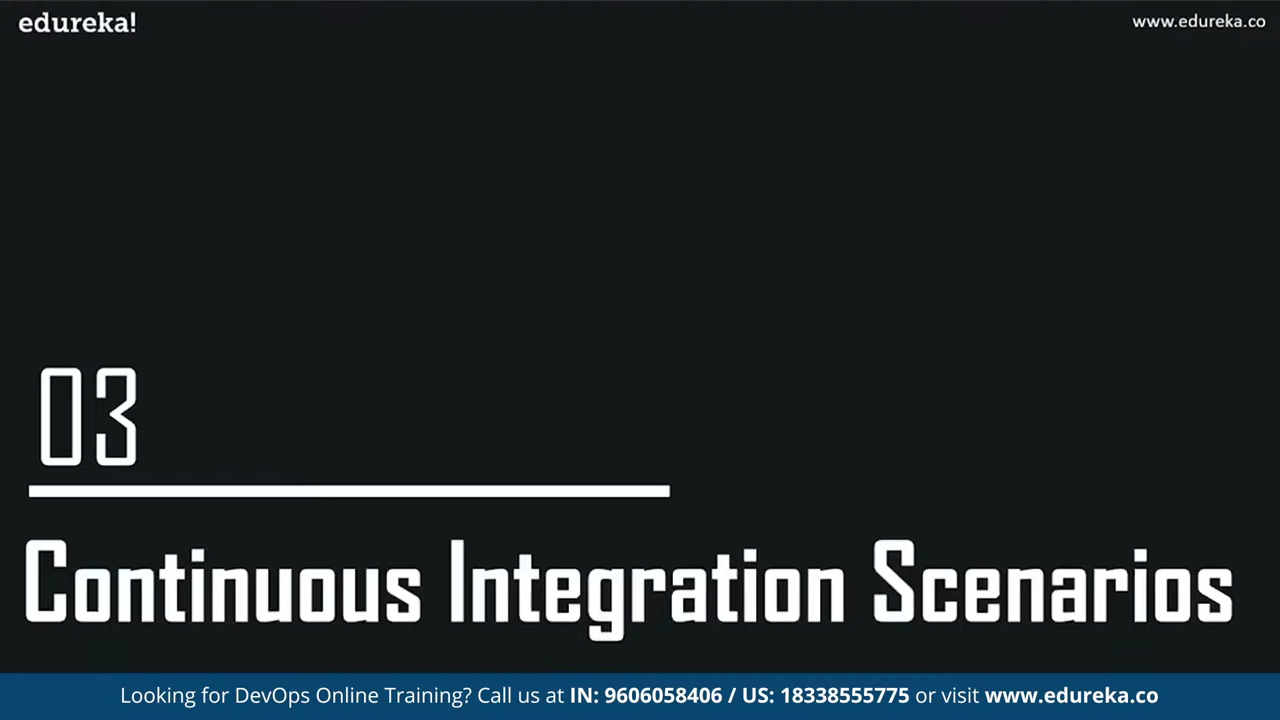 edureka!
www.edureka.co
03
Continuous Integration Scenarios
Looking for DevOps Online Training? Call us at IN: 9606058406 / US: 18338555775 or visit www.edureka.co